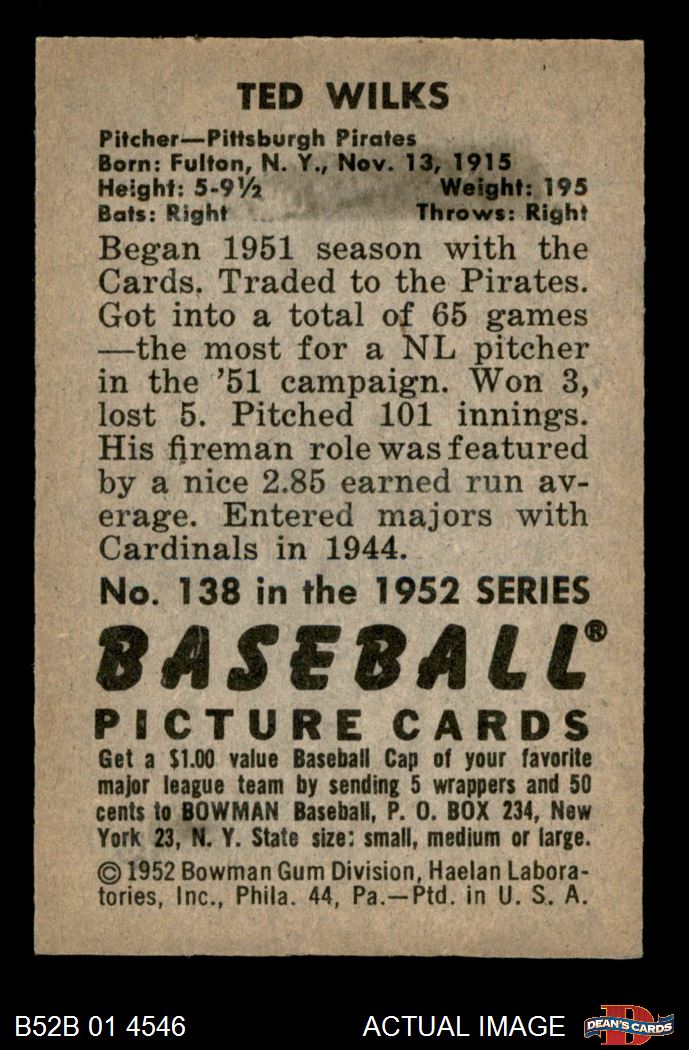 TED WILKS
Pitcher—Pittsburgh Pirates
Born: Fulton, N. Y., Nov. 13, 1915
Height: 5-9½ Weight: 195
Bats: Right Throws: Right
Began 1951 season with the
Cards. Traded to the Pirates.
Got into a total of 65 games
—the most for a NL pitcher
in the '51 campaign. Won 3,
lost 5. Pitched 101 innings.
His fireman role was featured
by a nice 2.85 earned run av-
erage. Entered majors with
Cardinals in 1944.
No. 138 in the 1952 SERIES
BASEBALL®
PICTURE CARDS
Get a $1.00 value Baseball Cap of your favorite
major league team by sending 5 wrappers and 50
cents to BOWMAN Baseball, P. O. BOX 234, New
York 23, N. Y. State size: small, medium or large.
© 1952 Bowman Gum Division, Haelan Labora-
tories, Inc., Phila. 44, Pa.—Ptd. in U. S. A.
B52B 01 4546 ACTUAL IMAGE D DEAN'S CARDS